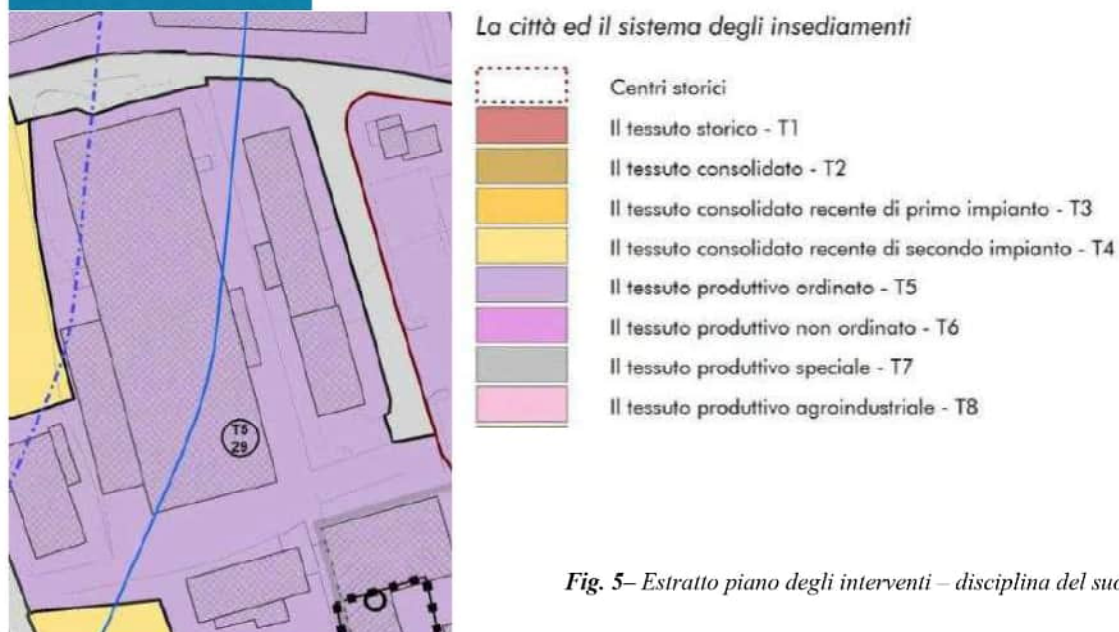 La città ed il sistema degli insediamenti
Centri storici
Il tessuto storico - T1
Il tessuto consolidato - T2
Il tessuto consolidato recente di primo impianto - T3
Il tessuto consolidato recente di secondo impianto - T4
Il tessuto produttivo ordinato - T5
Il tessuto produttivo non ordinato - T6
Il tessuto produttivo speciale - T7
Il tessuto produttivo agroindustriale - T8
T5
29
Fig. 5– Estratto piano degli interventi – disciplina del suo